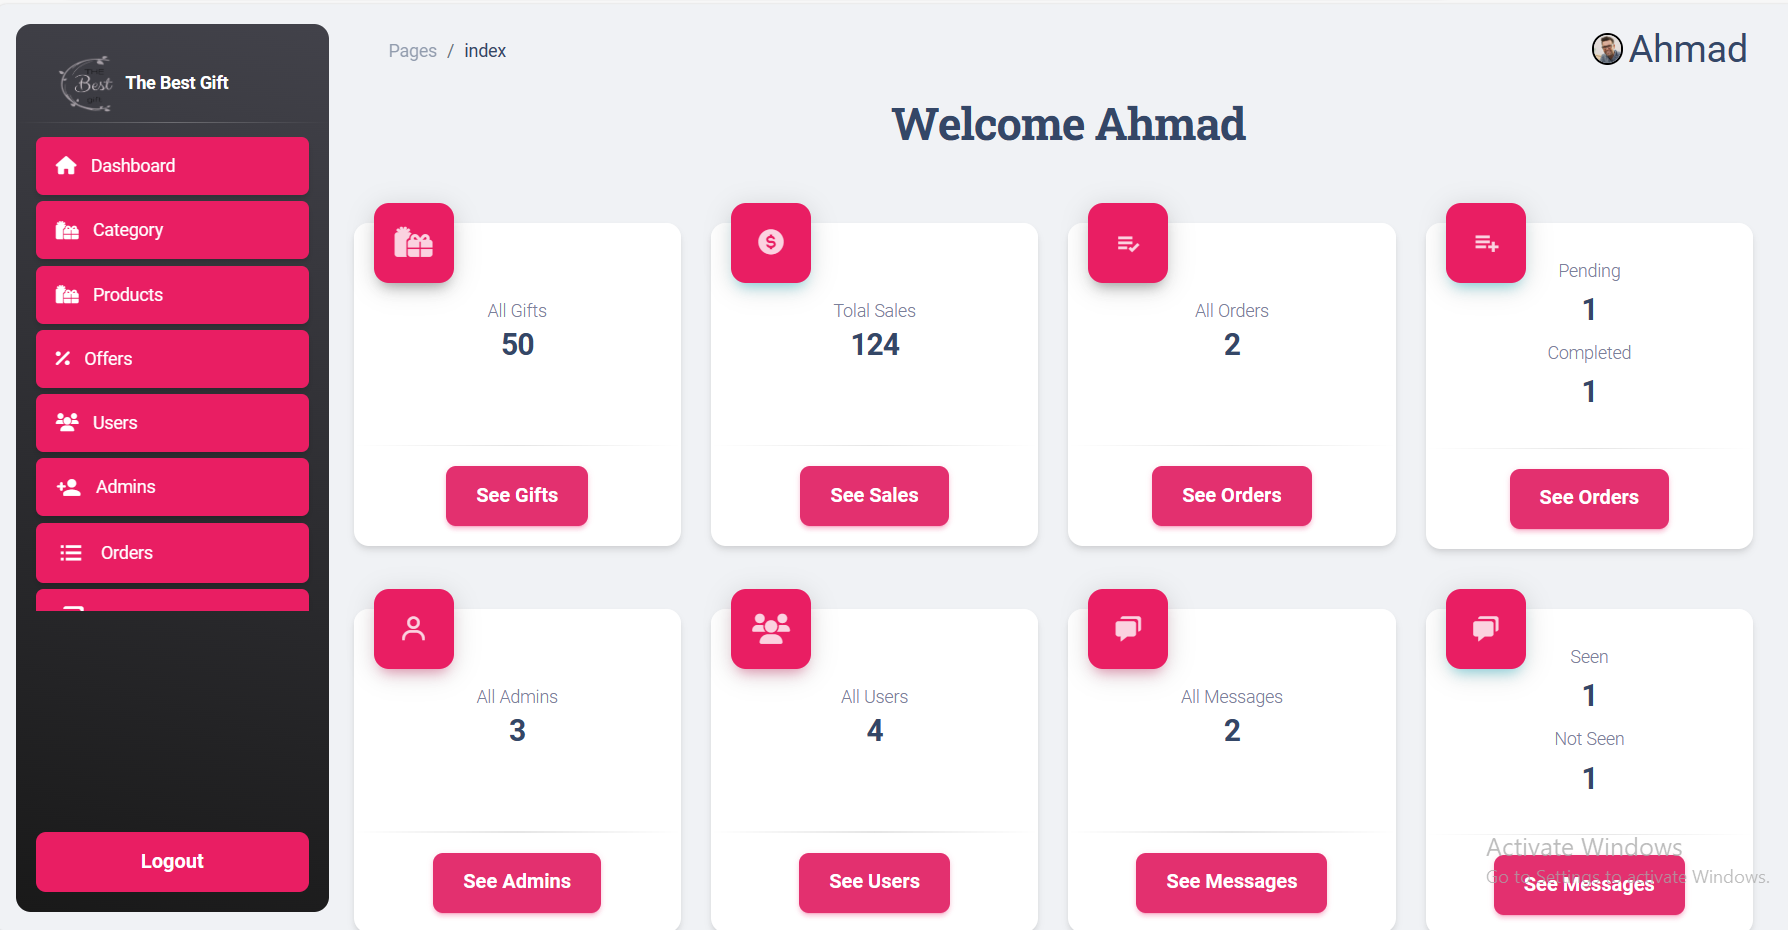 Best
The Best Gift
Dashboard
Category
Products
Offers
Users
Admins
Orders
Logout
Pages / index
Ahmad
Welcome Ahmad
All Gifts
50
See Gifts
Tolal Sales
124
See Sales
All Orders
2
See Orders
Pending
1
Completed
1
See Orders
All Admins
3
See Admins
All Users
4
See Users
All Messages
2
See Messages
Seen
1
Not Seen
1
See Messages
Activate Windows
Go to Settings to activate Windows.